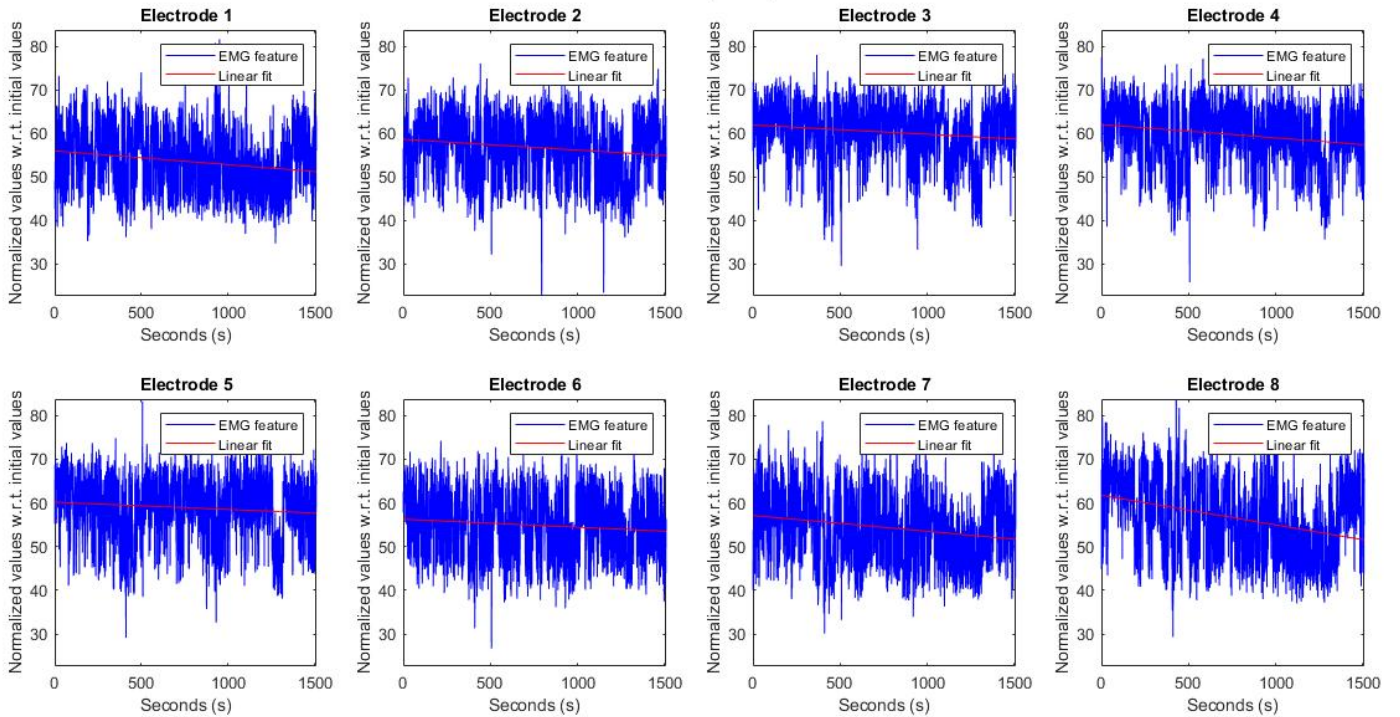 Electrode 1
EMG feature
Linear fit
Normalized values w.r.t. initial values
80
70
60
50
40
30
0 500 1000 1500
Seconds (s)
Electrode 2
EMG feature
Linear fit
Normalized values w.r.t. initial values
80
70
60
50
40
30
0 500 1000 1500
Seconds (s)
Electrode 3
EMG feature
Linear fit
Normalized values w.r.t. initial values
80
70
60
50
40
30
0 500 1000 1500
Seconds (s)
Electrode 4
EMG feature
Linear fit
Normalized values w.r.t. initial values
80
70
60
50
40
30
0 500 1000 1500
Seconds (s)
Electrode 5
EMG feature
Linear fit
Normalized values w.r.t. initial values
80
70
60
50
40
30
0 500 1000 1500
Seconds (s)
Electrode 6
EMG feature
Linear fit
Normalized values w.r.t. initial values
80
70
60
50
40
30
0 500 1000 1500
Seconds (s)
Electrode 7
EMG feature
Linear fit
Normalized values w.r.t. initial values
80
70
60
50
40
30
0 500 1000 1500
Seconds (s)
Electrode 8
EMG feature
Linear fit
Normalized values w.r.t. initial values
80
70
60
50
40
30
0 500 1000 1500
Seconds (s)